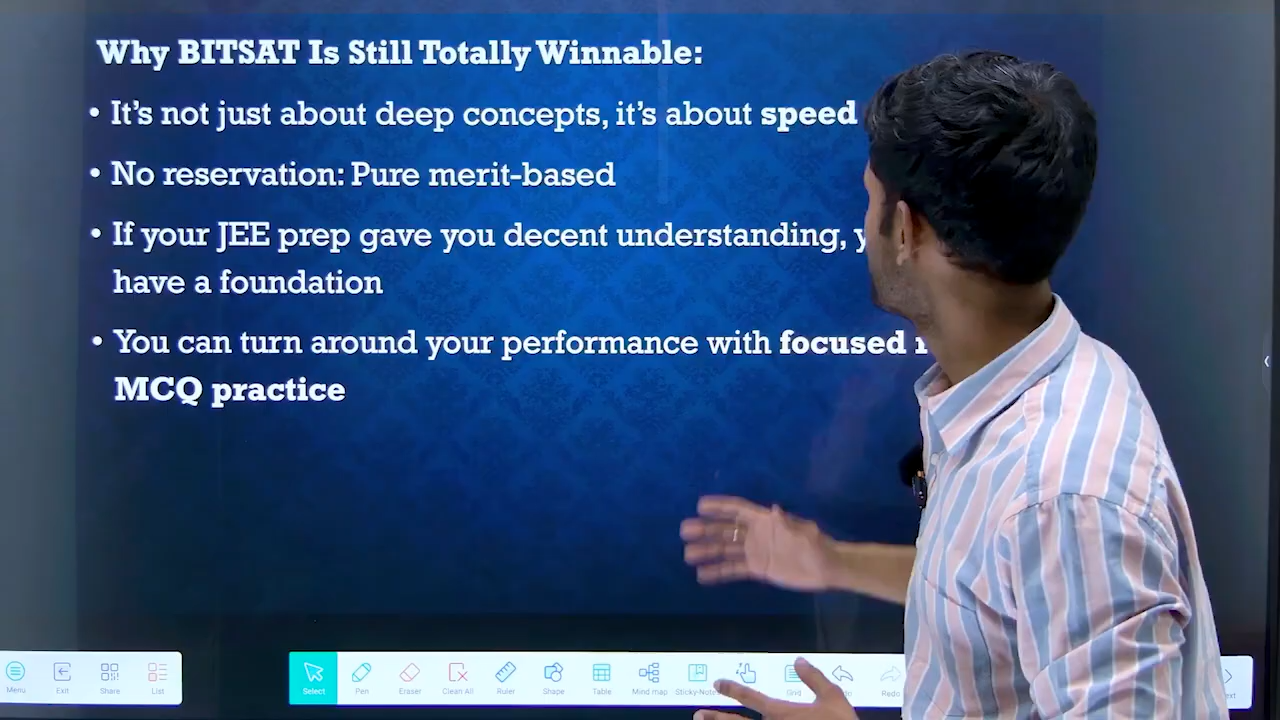 Why BITSAT Is Still Totally Winnable:
• It's not just about deep concepts, it's about speed
• No reservation: Pure merit-based
• If your JEE prep gave you decent understanding,
have a foundation
• You can turn around your performance with focused
MCQ practice
Menu
Exit
Share
List
Select
Pen
Eraser
Clean All
Ruler
Shape
Table
Mind map
Grid
Redo